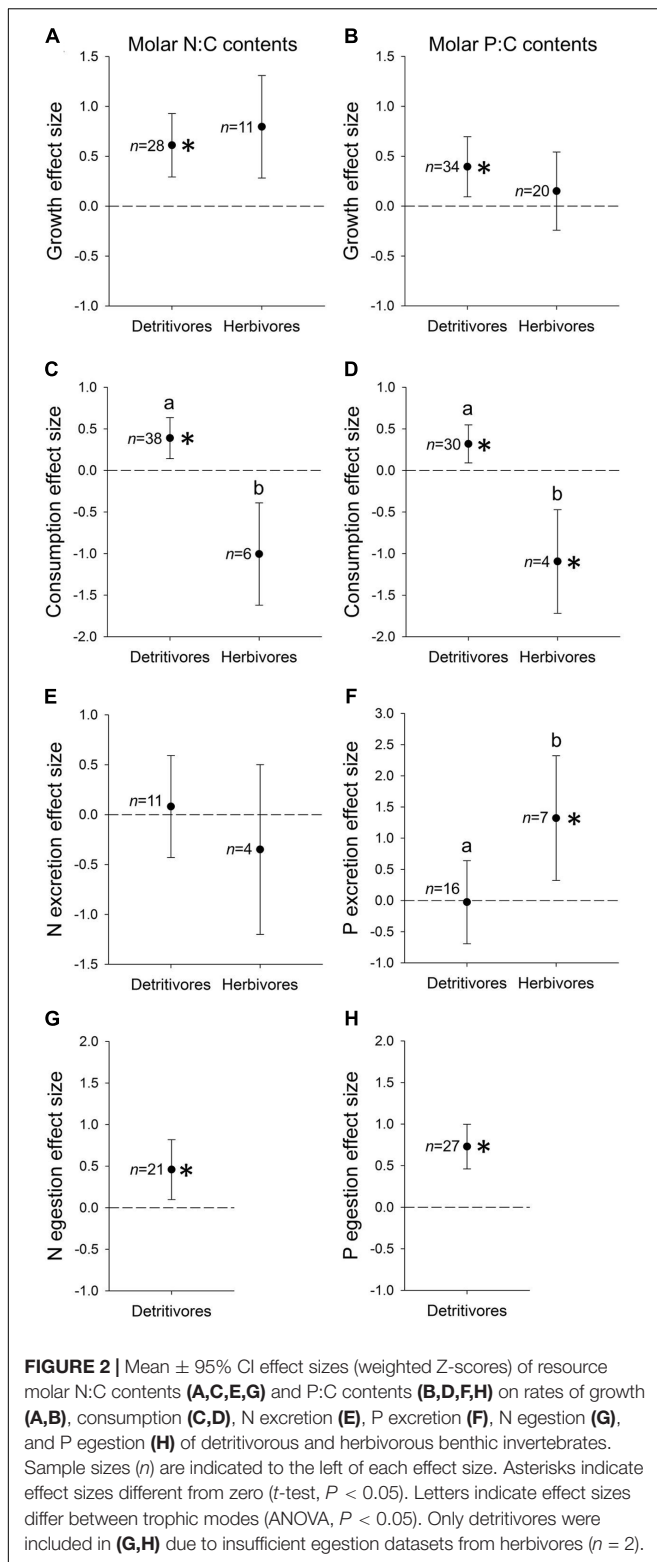 A
Molar N:C contents
B
Molar P:C contents
Growth effect size
1.5
1.0
0.5
0.0
-0.5
-1.0
n=28 *
n=11
Detritivores Herbivores
Growth effect size
1.5
1.0
0.5
0.0
-0.5
-1.0
n=34 *
n=20
Detritivores Herbivores
C
Consumption effect size
1.0
0.5
0.0
-0.5
-1.0
-1.5
-2.0
a
n=38 *
b
n=6
Detritivores Herbivores
D
Consumption effect size
1.0
0.5
0.0
-0.5
-1.0
-1.5
-2.0
a
n=30 *
b
n=4 *
Detritivores Herbivores
E
N excretion effect size
1.0
0.5
0.0
-0.5
-1.0
-1.5
n=11
n=4
Detritivores Herbivores
F
P excretion effect size
3.0
2.5
2.0
1.5
1.0
0.5
0.0
-0.5
-1.0
a
n=16
b
n=7 *
Detritivores Herbivores
G
N egestion effect size
2.0
1.5
1.0
0.5
0.0
-0.5
-1.0
n=21 *
Detritivores
H
P egestion effect size
2.0
1.5
1.0
0.5
0.0
-0.5
-1.0
n=27 *
Detritivores
FIGURE 2 | Mean ± 95% CI effect sizes (weighted Z-scores) of resource
molar N:C contents (A,C,E,G) and P:C contents (B,D,F,H) on rates of growth
(A,B), consumption (C,D), N excretion (E), P excretion (F), N egestion (G),
and P egestion (H) of detritivorous and herbivorous benthic invertebrates.
Sample sizes (n) are indicated to the left of each effect size. Asterisks indicate
effect sizes different from zero (t-test, P < 0.05). Letters indicate effect sizes
differ between trophic modes (ANOVA, P < 0.05). Only detritivores were
included in (G,H) due to insufficient egestion datasets from herbivores (n = 2).